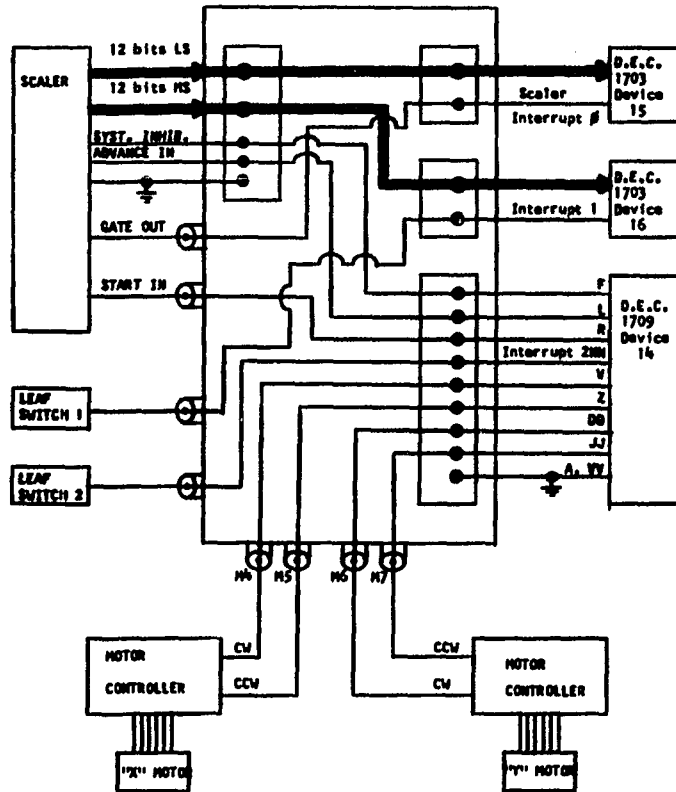 12 bits LS
SCALER
12 bits MS
SYST. INHIB.
ADVANCE IN
GATE OUT
START IN
LEAF
SWITCH 1
LEAF
SWITCH 2
D.E.C.
1703
Device
15
Scaler
Interrupt ø
D.E.C.
1703
Device
16
Interrupt 1
D.E.C.
1709
Device
14
F
L
R
Interrupt 2NN
V
Z
DD
JJ
A, VV
M4
M5
M6
M7
CW
CCW
CCW
CW
MOTOR
CONTROLLER
MOTOR
CONTROLLER
"X" MOTOR
"Y" MOTOR